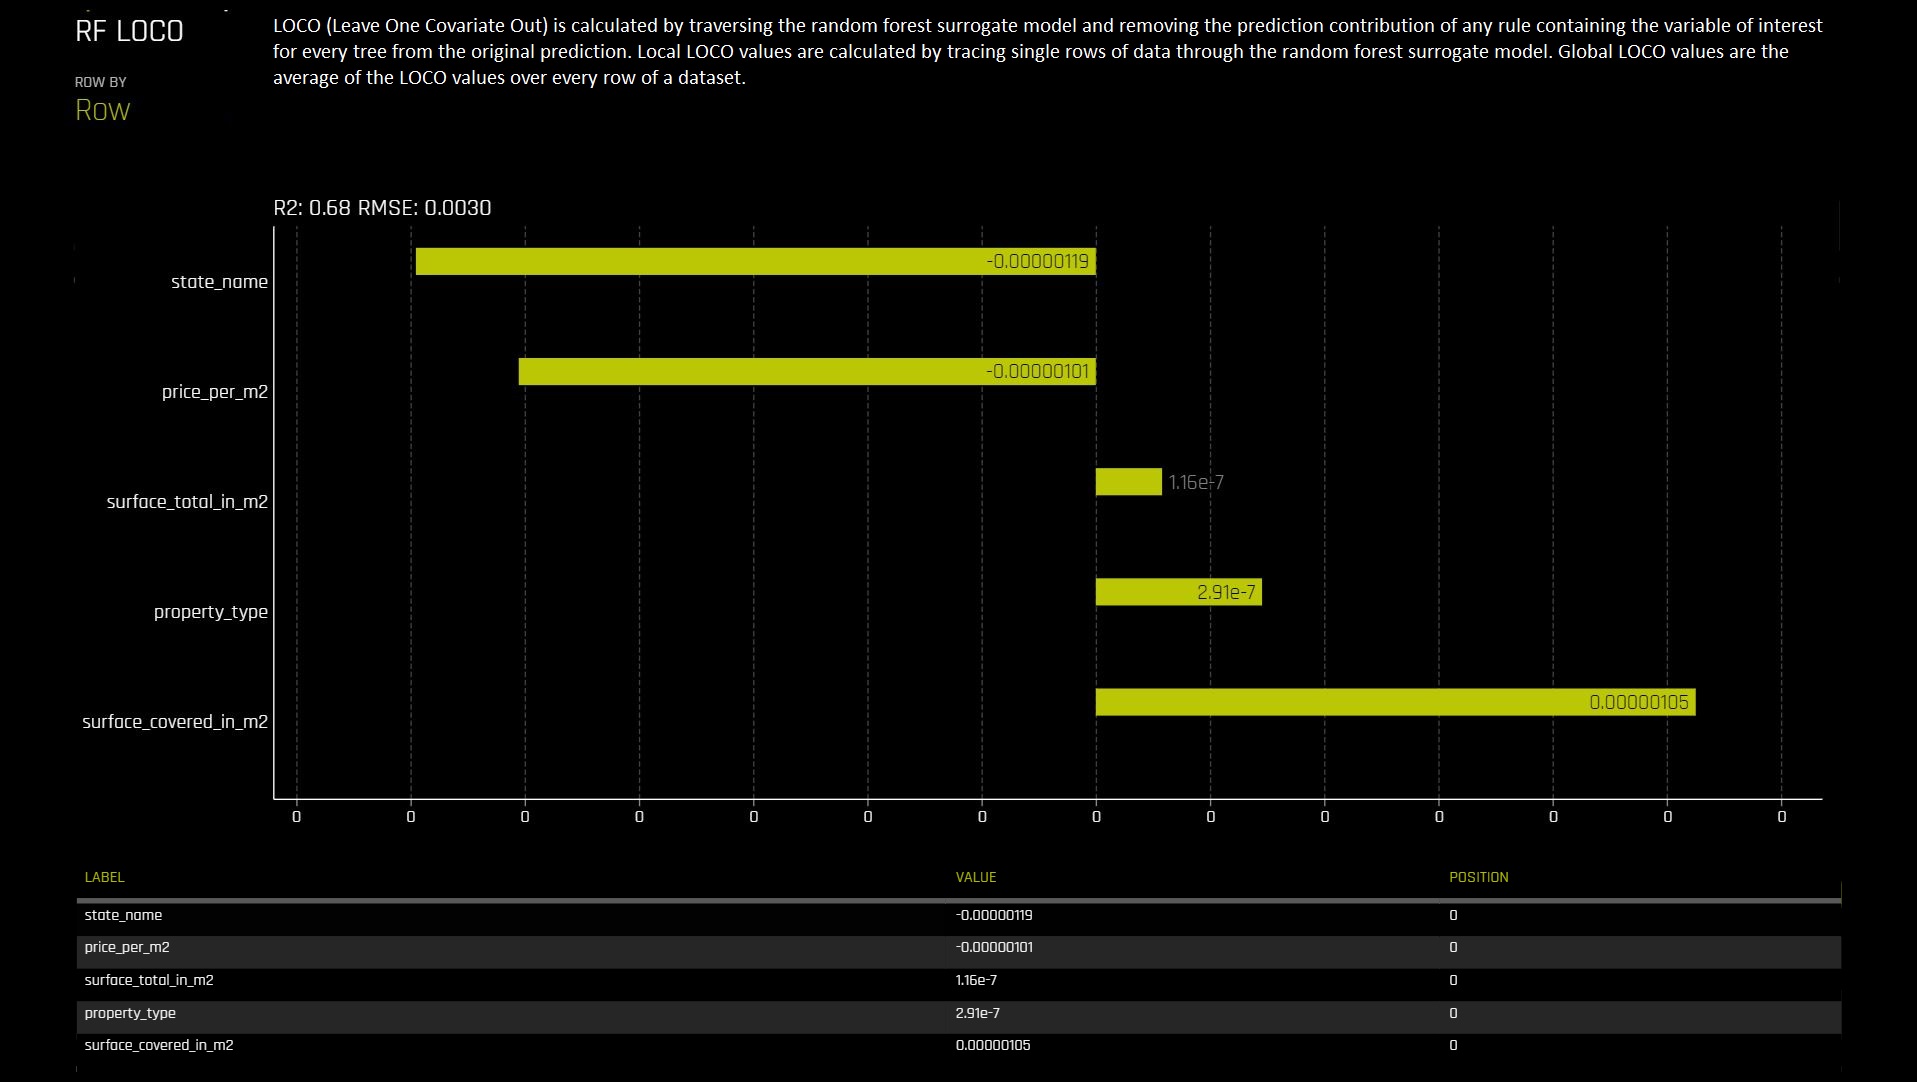 RF LOCO
LOCO (Leave One Covariate Out) is calculated by traversing the random forest surrogate model and removing the prediction contribution of any rule containing the variable of interest
for every tree from the original prediction. Local LOCO values are calculated by tracing single rows of data through the random forest surrogate model. Global LOCO values are the
average of the LOCO values over every row of a dataset.
ROW BY
Row
R2: 0.68 RMSE: 0.0030
state_name
-0.00000119
price_per_m2
-0.00000101
surface_total_in_m2
1.16e-7
property_type
2.91e-7
surface_covered_in_m2
0.00000105
0 0 0 0 0 0 0 0 0 0 0 0 0 0
LABEL VALUE POSITION
state_name -0.00000119 0
price_per_m2 -0.00000101 0
surface_total_in_m2 1.16e-7 0
property_type 2.91e-7 0
surface_covered_in_m2 0.00000105 0